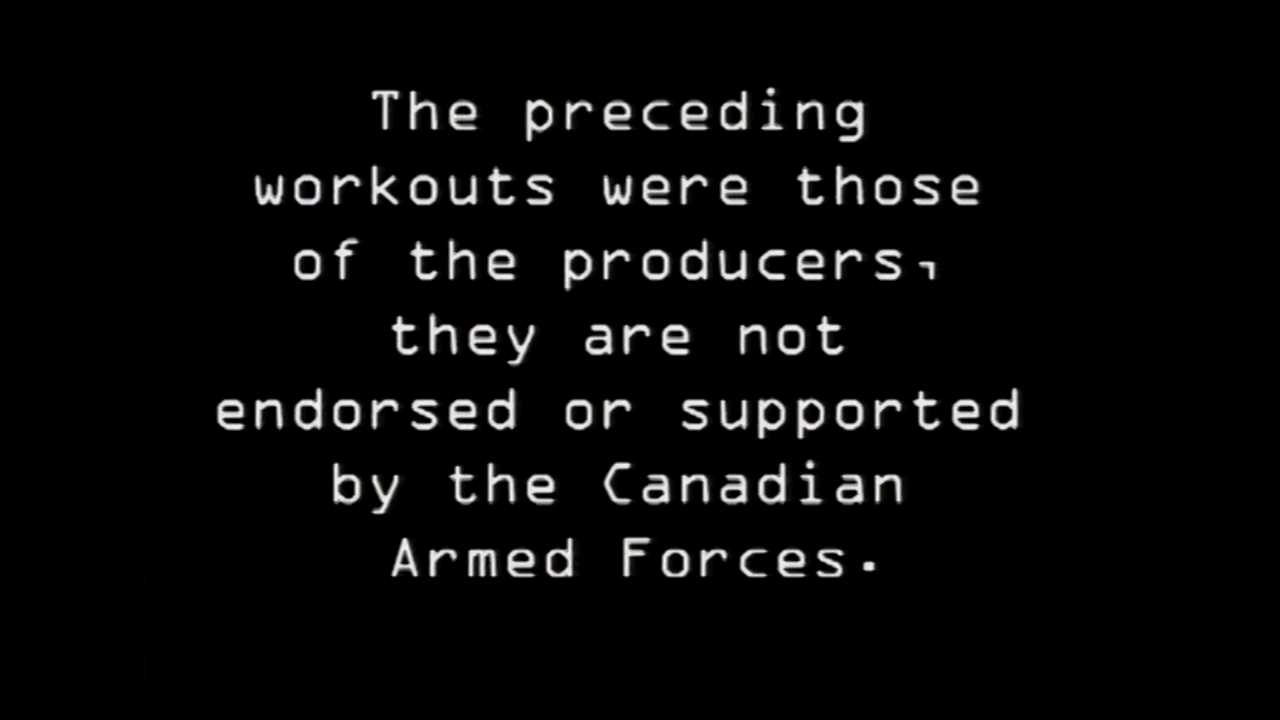 The preceding
workouts were those
of the producers,
they are not
endorsed or supported
by the Canadian
Armed Forces.